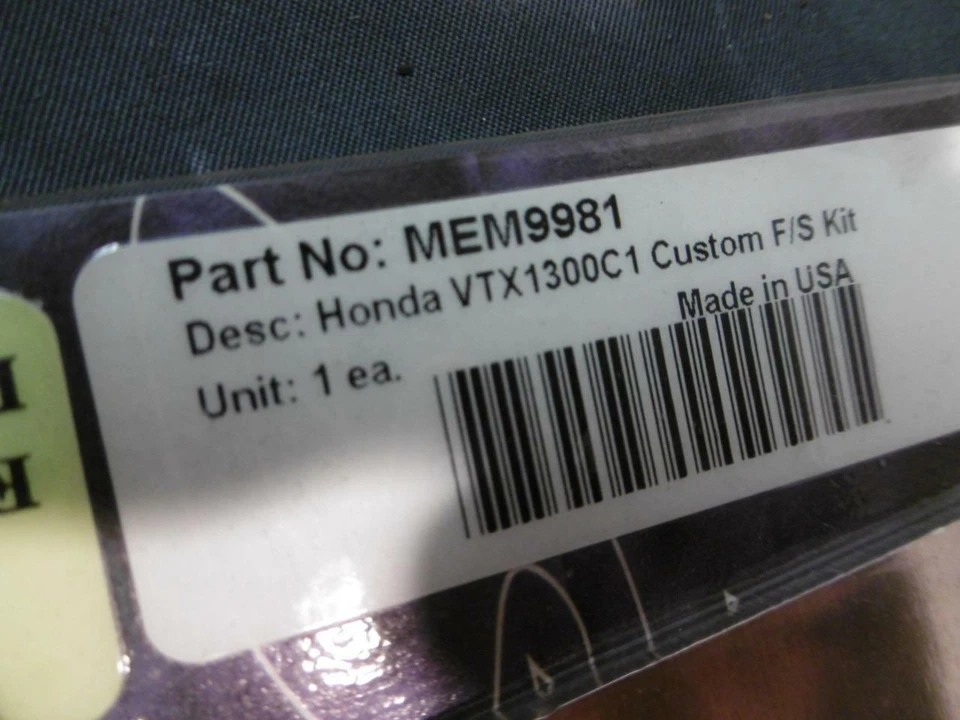 Part No: MEM9981
Desc: Honda VTX1300C1 Custom F/S Kit
Made in USA
Unit: 1 ea.